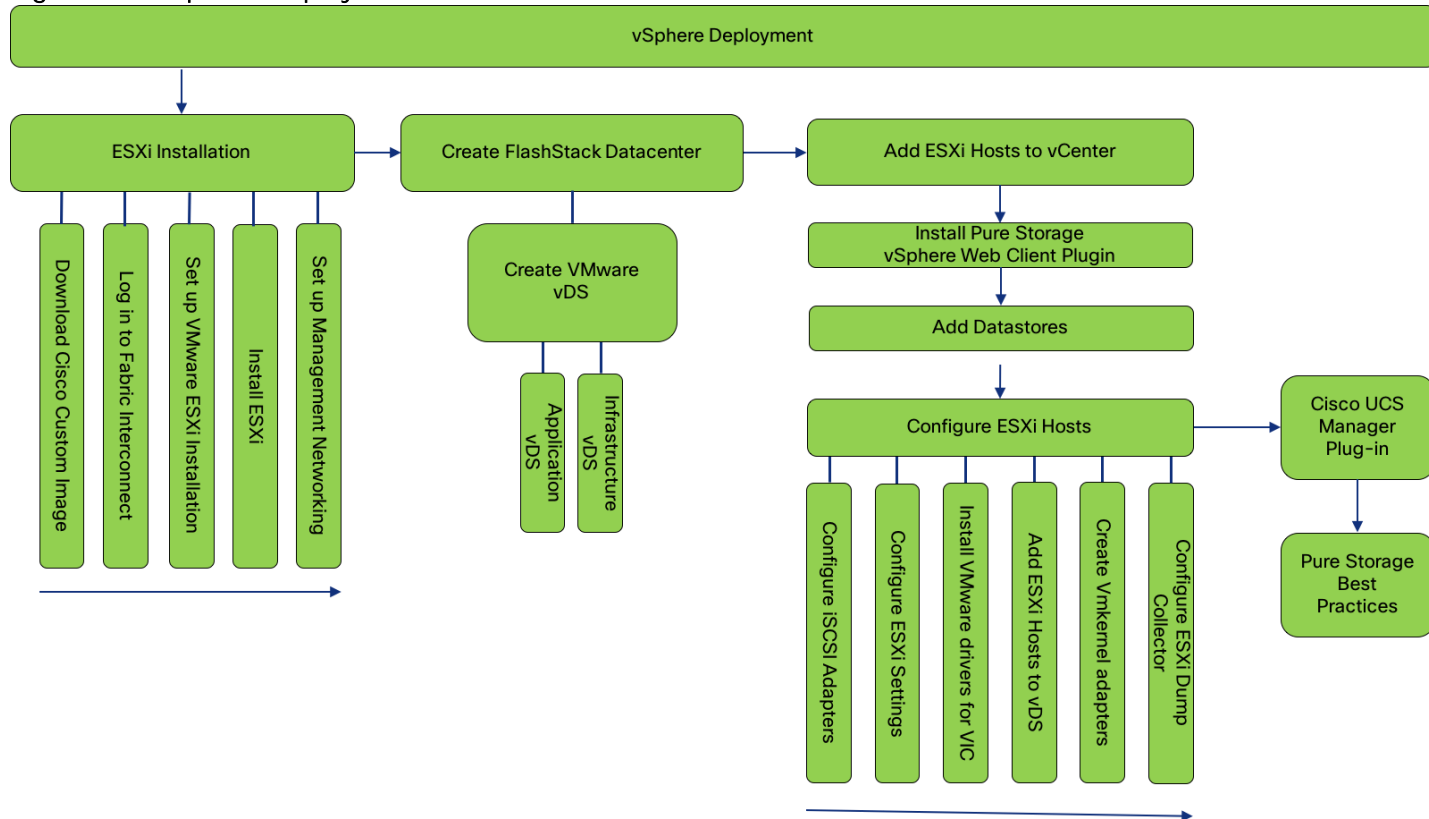 vSphere Deployment
ESXi Installation
Create FlashStack Datacenter
Add ESXi Hosts to vCenter
Download Cisco Custom Image
Log in to Fabric Interconnect
Set up VMware ESXi Installation
Install ESXi
Set up Management Networking
Create VMware
vDS
Application
vDS
Infrastructure
vDS
Install Pure Storage
vSphere Web Client Plugin
Add Datastores
Configure ESXi Hosts
Configure iSCSI Adapters
Configure ESXi Settings
Install VMware drivers for VIC
Add ESXi Hosts to vDS
Create Vmkernel adapters
Configure ESXi Dump
Collector
Cisco UCS
Manager
Plug-in
Pure Storage
Best
Practices